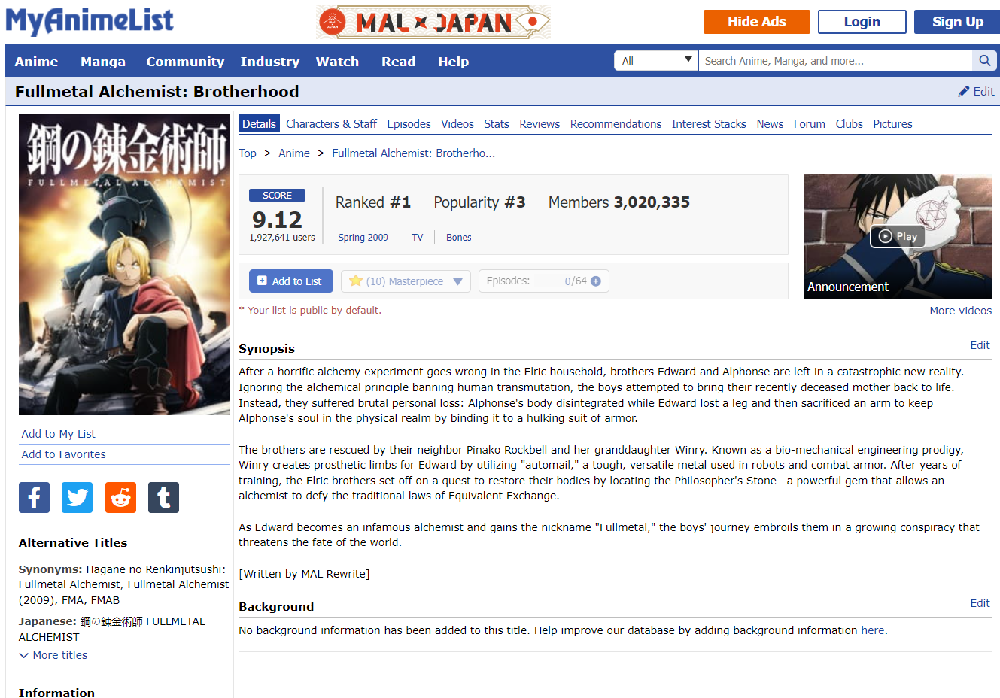 MyAnimeList
MAL × JAPAN
Hide Ads
Login
Sign Up
Anime
Manga
Community
Industry
Watch
Read
Help
All
Search Anime, Manga, and more...
Fullmetal Alchemist: Brotherhood
Edit
鋼の錬金術師
FULLMETAL ALCHEMIST
Add to My List
Add to Favorites
Alternative Titles
Synonyms: Hagane no Renkinjutsushi:
Fullmetal Alchemist, Fullmetal Alchemist
(2009), FMA, FMAB
Japanese: 鋼の錬金術師 FULLMETAL
ALCHEMIST
More titles
Information
Details
Characters & Staff
Episodes
Videos
Stats
Reviews
Recommendations
Interest Stacks
News
Forum
Clubs
Pictures
Top > Anime > Fullmetal Alchemist: Brotherho...
SCORE
9.12
1,927,641 users
Ranked #1
Popularity #3
Members 3,020,335
Spring 2009
TV
Bones
Add to List
(10) Masterpiece
Episodes: 0/64
* Your list is public by default.
Play
Announcement
More videos
Synopsis
Edit
After a horrific alchemy experiment goes wrong in the Elric household, brothers Edward and Alphonse are left in a catastrophic new reality.
Ignoring the alchemical principle banning human transmutation, the boys attempted to bring their recently deceased mother back to life.
Instead, they suffered brutal personal loss: Alphonse's body disintegrated while Edward lost a leg and then sacrificed an arm to keep
Alphonse's soul in the physical realm by binding it to a hulking suit of armor.
The brothers are rescued by their neighbor Pinako Rockbell and her granddaughter Winry. Known as a bio-mechanical engineering prodigy,
Winry creates prosthetic limbs for Edward by utilizing "automail," a tough, versatile metal used in robots and combat armor. After years of
training, the Elric brothers set off on a quest to restore their bodies by locating the Philosopher's Stone—a powerful gem that allows an
alchemist to defy the traditional laws of Equivalent Exchange.
As Edward becomes an infamous alchemist and gains the nickname "Fullmetal," the boys' journey embroils them in a growing conspiracy that
threatens the fate of the world.
[Written by MAL Rewrite]
Background
Edit
No background information has been added to this title. Help improve our database by adding background information here.